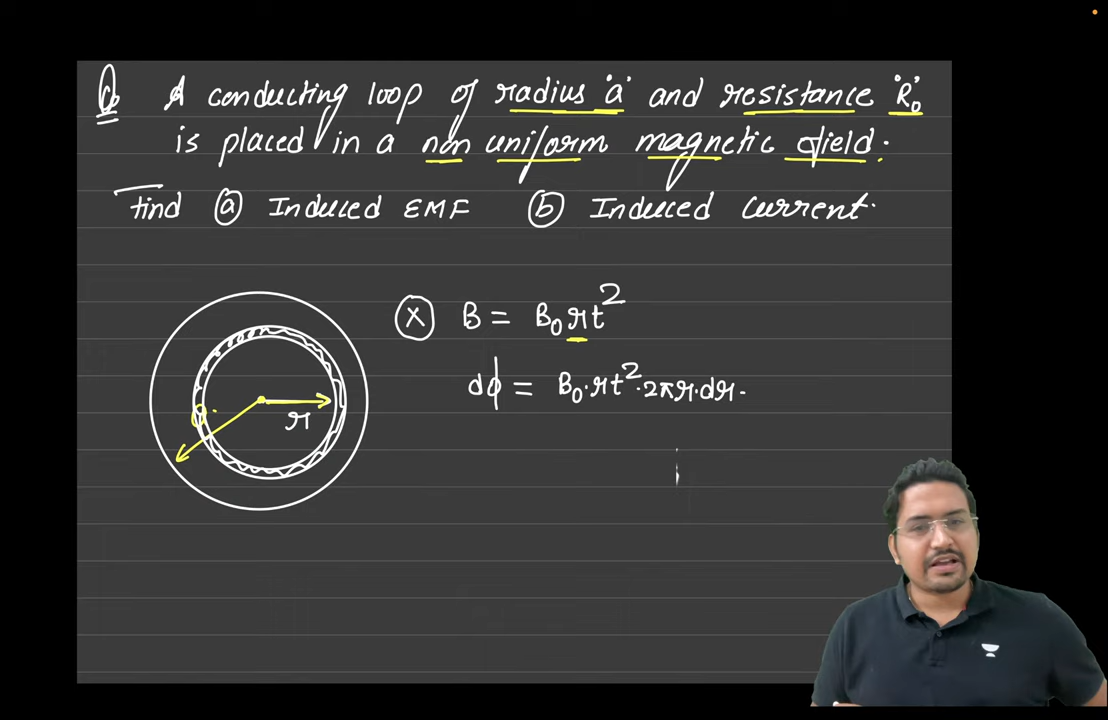 Q A conducting loop of radius 'a' and resistance 'R₀'
is placed in a non uniform magnetic field.
Find ⓐ Induced EMF ⓑ Induced current.
ⓧ B = B₀rt²
dϕ = B₀·rt²·2πr·dr.
a
r